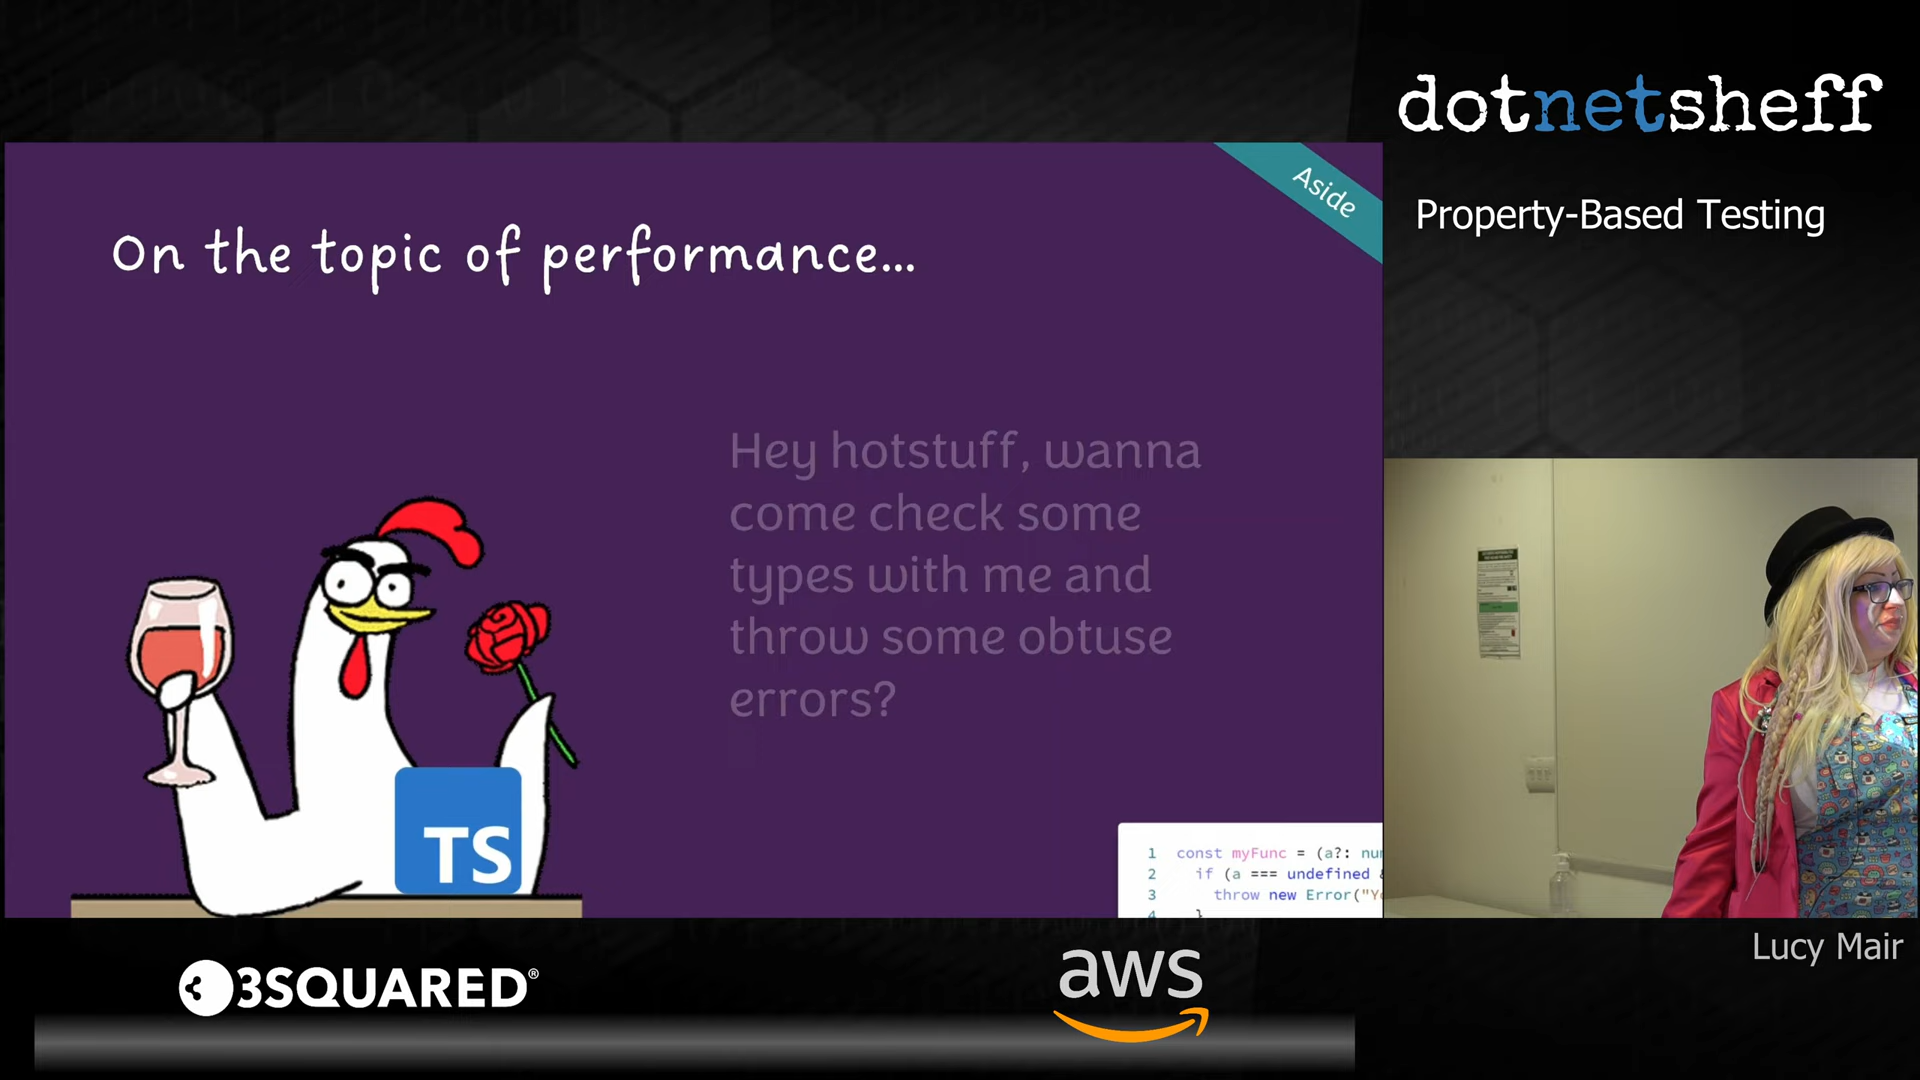 dotnetsheff
Property-Based Testing
Aside
On the topic of performance...
Hey hotstuff, wanna
come check some
types with me and
throw some obtuse
errors?
TS
1 const myFunc = (a?: nu
2 if (a === undefined
3 throw new Error("Y
4 }
Lucy Mair
3SQUARED®
aws